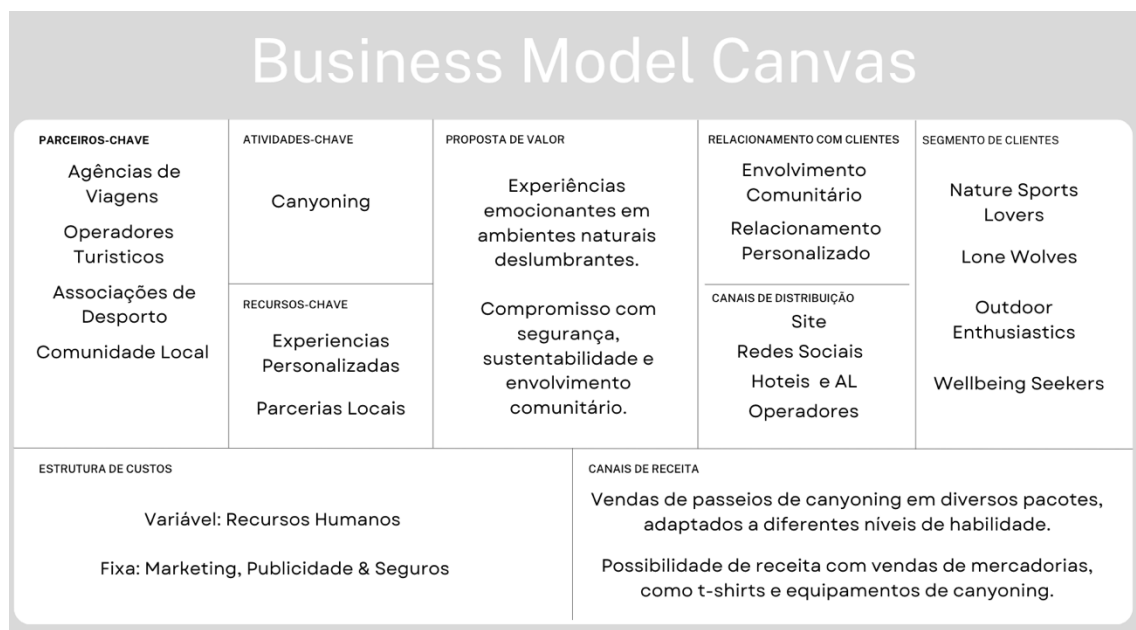 Business Model Canvas
PARCEIROS-CHAVE
Agências de
Viagens
Operadores
Turisticos
Associações de
Desporto
Comunidade Local
ATIVIDADES-CHAVE
Canyoning
RECURSOS-CHAVE
Experiencias
Personalizadas
Parcerias Locais
PROPOSTA DE VALOR
Experiências
emocionantes em
ambientes naturais
deslumbrantes.
Compromisso com
segurança,
sustentabilidade e
envolvimento
comunitário.
RELACIONAMENTO COM CLIENTES
Envolvimento
Comunitário
Relacionamento
Personalizado
CANAIS DE DISTRIBUIÇÃO
Site
Redes Sociais
Hoteis e AL
Operadores
SEGMENTO DE CLIENTES
Nature Sports
Lovers
Lone Wolves
Outdoor
Enthusiastics
Wellbeing Seekers
ESTRUTURA DE CUSTOS
Variável: Recursos Humanos
Fixa: Marketing, Publicidade & Seguros
CANAIS DE RECEITA
Vendas de passeios de canyoning em diversos pacotes,
adaptados a diferentes níveis de habilidade.
Possibilidade de receita com vendas de mercadorias,
como t-shirts e equipamentos de canyoning.